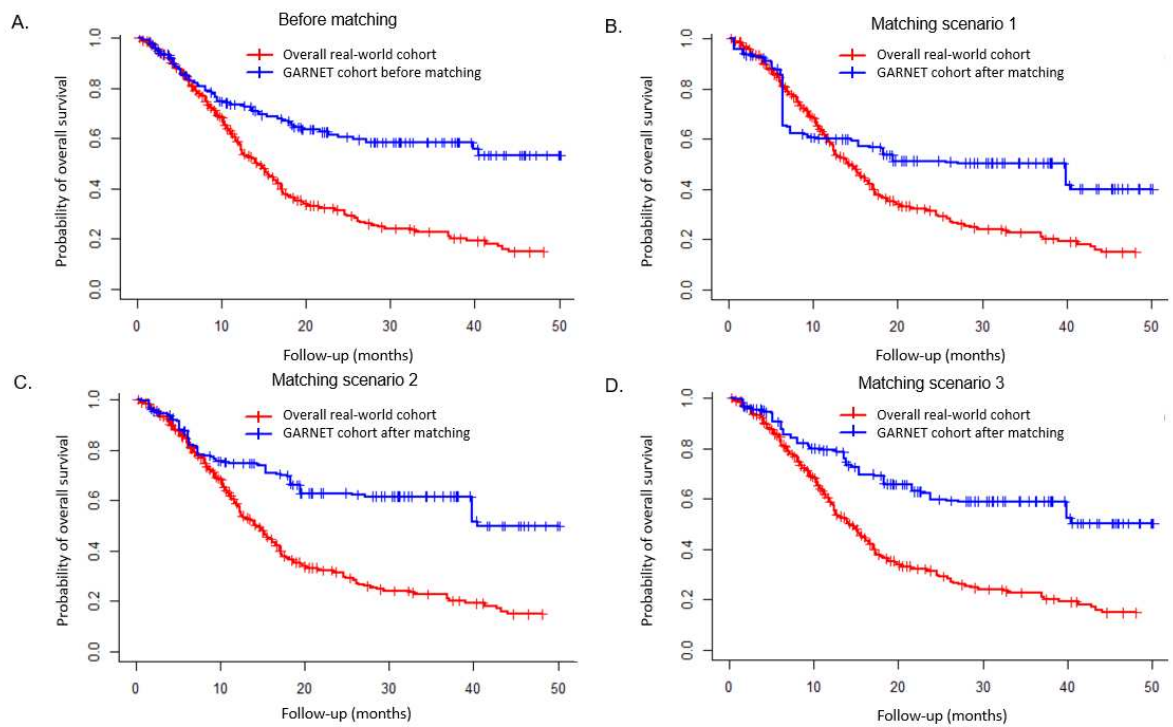 A.
Before matching
Overall real-world cohort
GARNET cohort before matching
Probability of overall survival
1.0
0.8
0.6
0.4
0.2
0.0
0 10 20 30 40 50
Follow-up (months)
B.
Matching scenario 1
Overall real-world cohort
GARNET cohort after matching
Probability of overall survival
1.0
0.8
0.6
0.4
0.2
0.0
0 10 20 30 40 50
Follow-up (months)
C.
Matching scenario 2
Overall real-world cohort
GARNET cohort after matching
Probability of overall survival
1.0
0.8
0.6
0.4
0.2
0.0
0 10 20 30 40 50
Follow-up (months)
D.
Matching scenario 3
Overall real-world cohort
GARNET cohort after matching
Probability of overall survival
1.0
0.8
0.6
0.4
0.2
0.0
0 10 20 30 40 50
Follow-up (months)